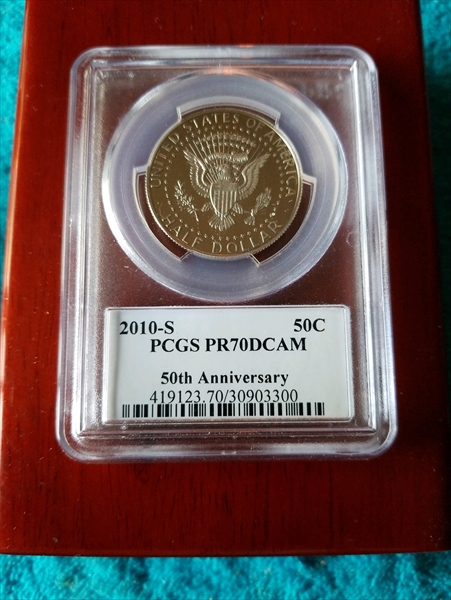 UNITED STATES OF AMERICA
HALF DOLLAR
2010-S 50C
PCGS PR70DCAM
50th Anniversary
419123.70/30903300